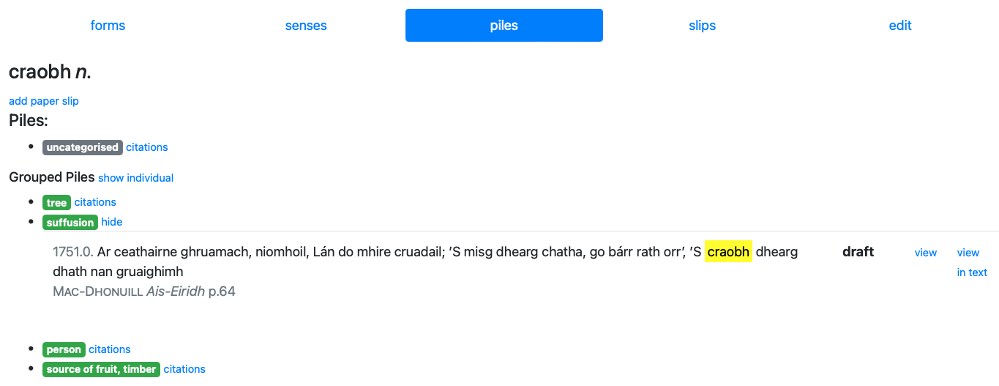 forms senses piles slips edit
craobh n.
add paper slip
Piles:
uncategorised citations
Grouped Piles show individual
tree citations
suffusion hide
1751.0. Ar ceathairne ghruamach, niomhoil, Lán do mhire cruadail; ’S misg dhearg chatha, go bárr rath orr’, ’S craobh dhearg draft view view
dhath nan gruaighimh in text
MAC-DHONUILL Ais-Eiridh p.64
person citations
source of fruit, timber citations